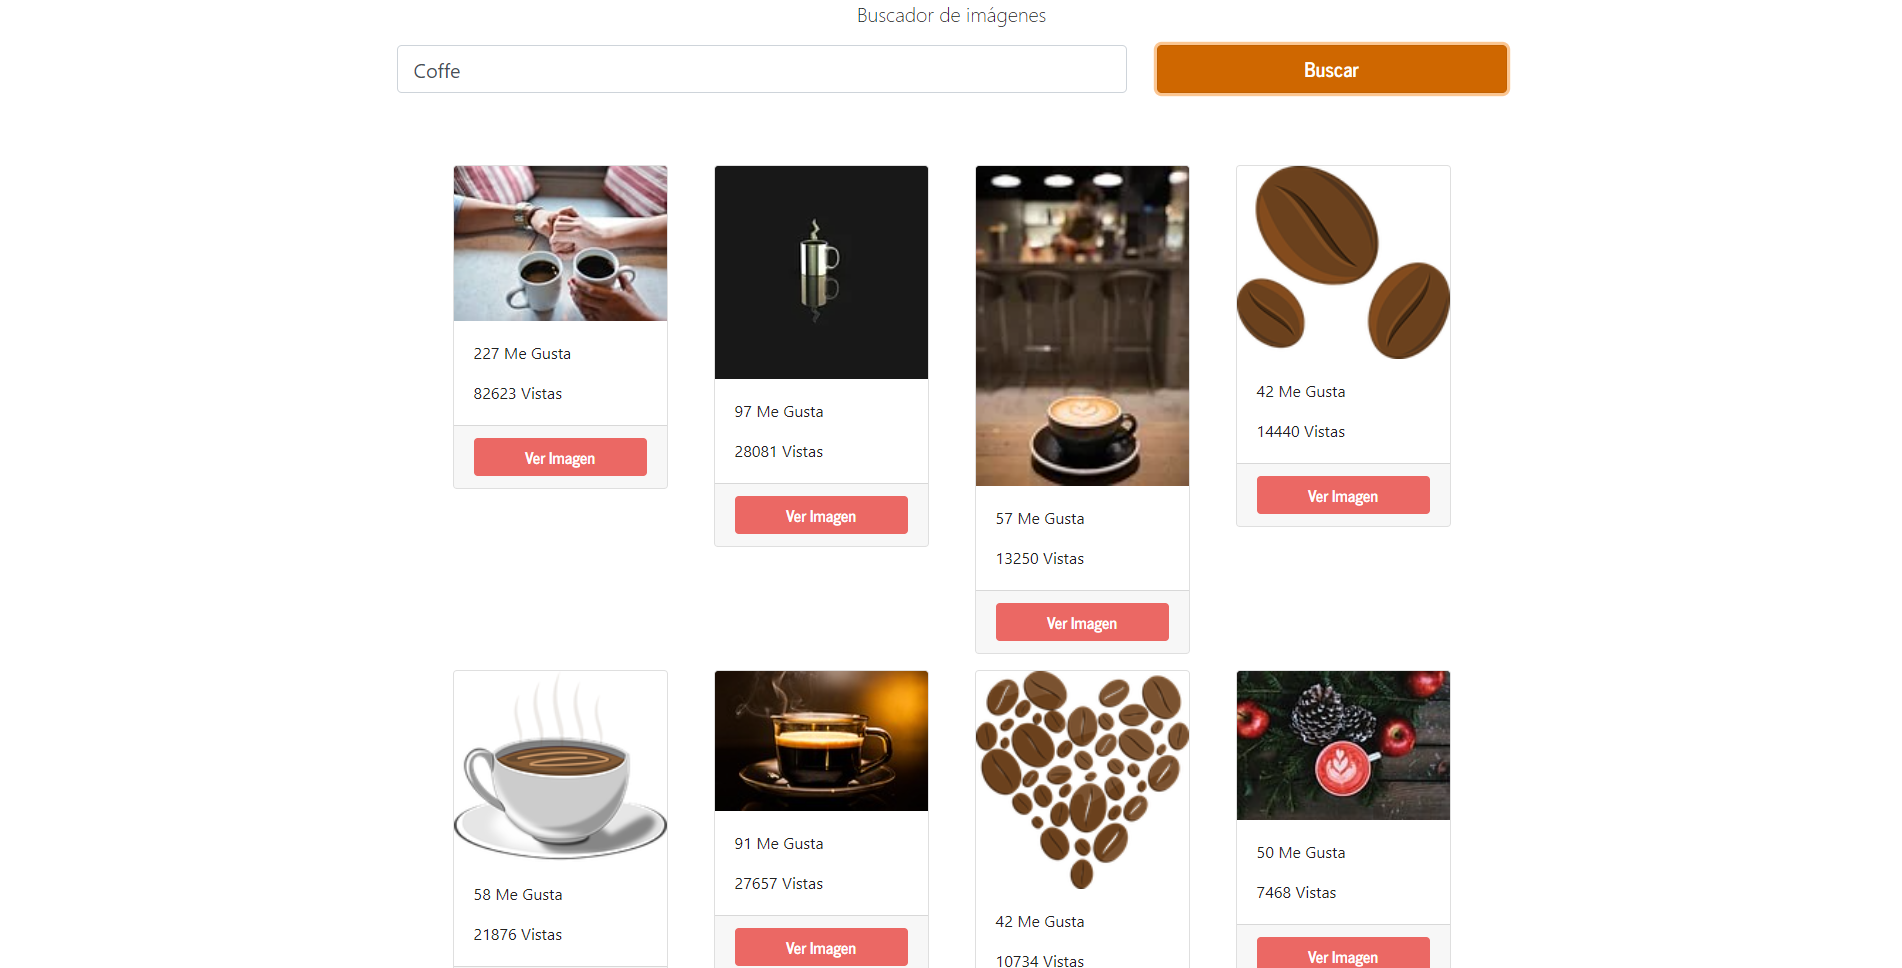 Buscador de imágenes
Coffe
Buscar
227 Me Gusta
82623 Vistas
Ver Imagen
97 Me Gusta
28081 Vistas
Ver Imagen
57 Me Gusta
13250 Vistas
Ver Imagen
42 Me Gusta
14440 Vistas
Ver Imagen
58 Me Gusta
21876 Vistas
91 Me Gusta
27657 Vistas
Ver Imagen
42 Me Gusta
10734 Vistas
50 Me Gusta
7468 Vistas
Ver Imagen